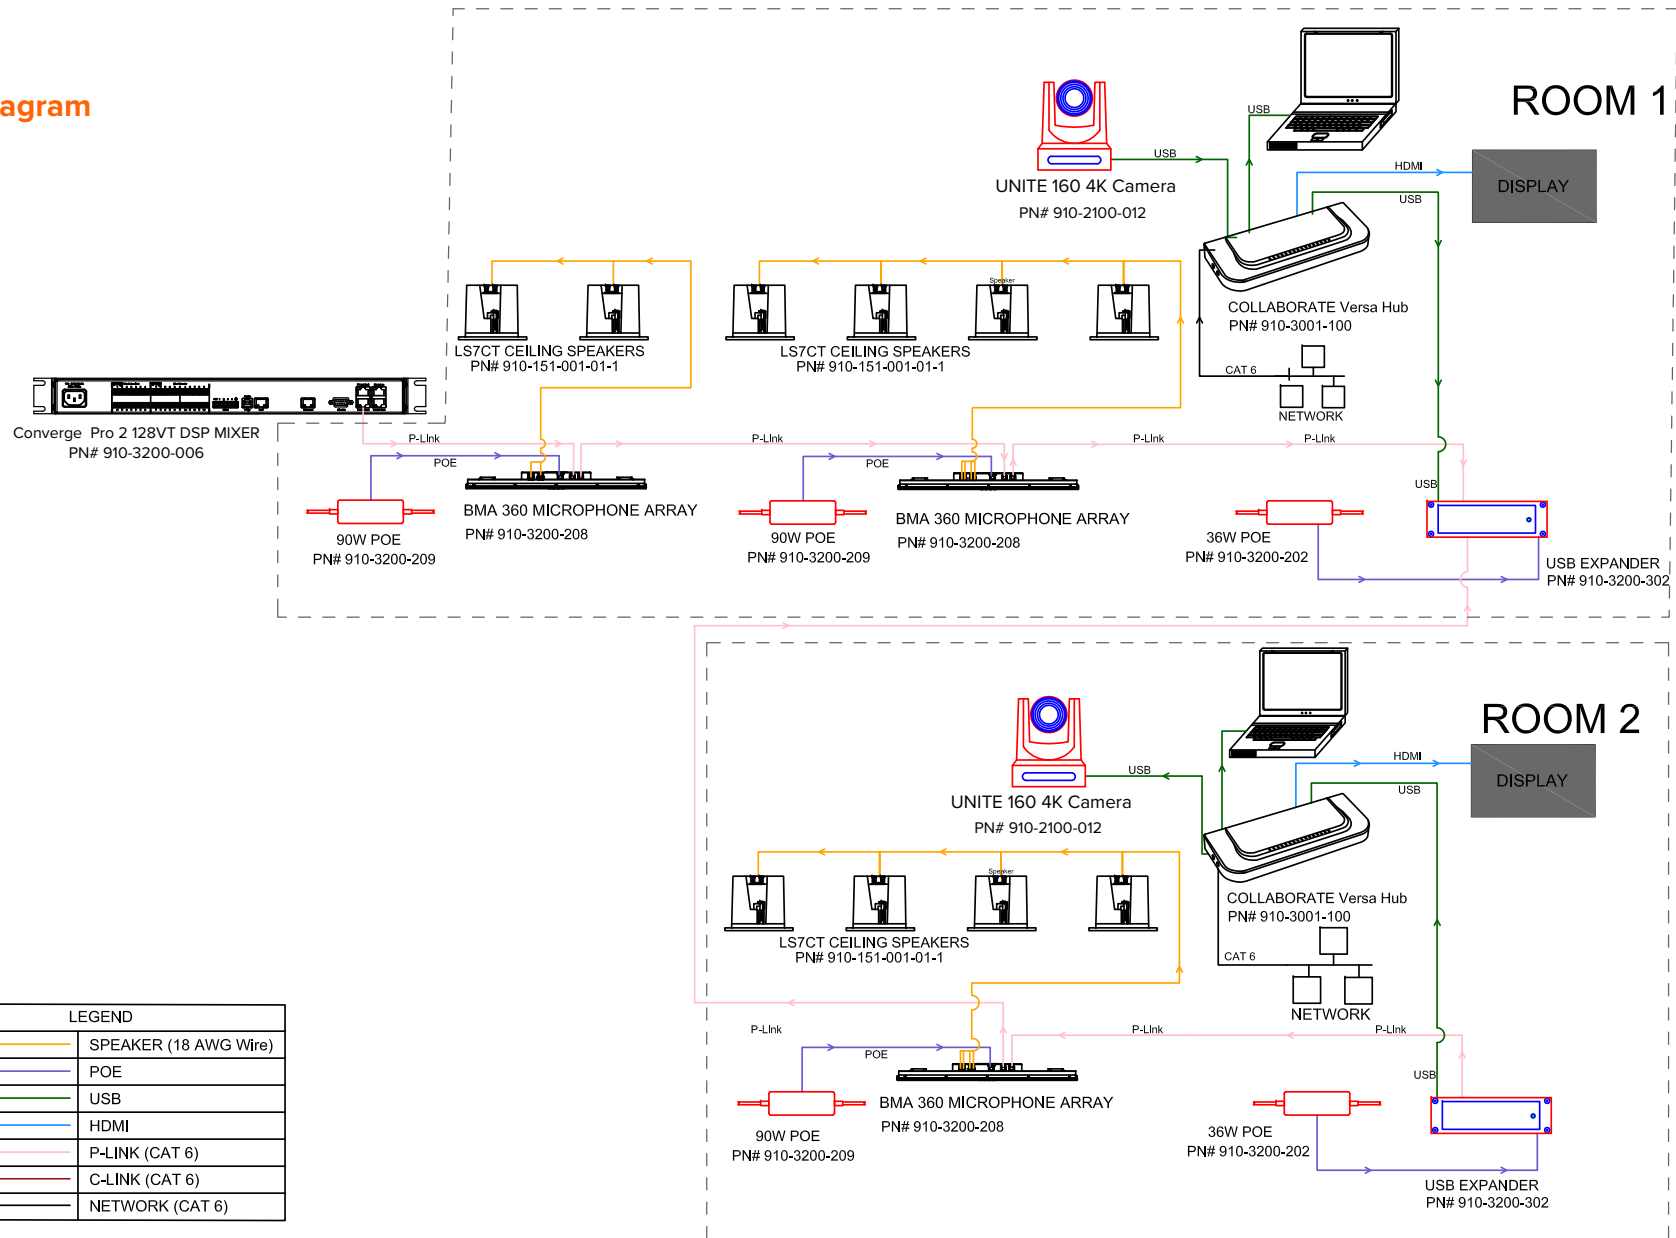 agram
ROOM 1
USB
USB
HDMI
DISPLAY
UNITE 160 4K Camera
PN# 910-2100-012
USB
Speaker
COLLABORATE Versa Hub
PN# 910-3001-100
LS7CT CEILING SPEAKERS
PN# 910-151-001-01-1
LS7CT CEILING SPEAKERS
PN# 910-151-001-01-1
CAT 6
NETWORK
Converge Pro 2 128VT DSP MIXER
PN# 910-3200-006
P-LInk
P-LInk
P-LInk
P-LInk
POE
POE
USB
BMA 360 MICROPHONE ARRAY
PN# 910-3200-208
BMA 360 MICROPHONE ARRAY
PN# 910-3200-208
90W POE
PN# 910-3200-209
90W POE
PN# 910-3200-209
36W POE
PN# 910-3200-202
USB EXPANDER
PN# 910-3200-302
ROOM 2
HDMI
DISPLAY
USB
USB
UNITE 160 4K Camera
PN# 910-2100-012
Speaker
COLLABORATE Versa Hub
PN# 910-3001-100
LS7CT CEILING SPEAKERS
PN# 910-151-001-01-1
CAT 6
NETWORK
P-LInk
P-LInk
P-LInk
POE
USB
BMA 360 MICROPHONE ARRAY
PN# 910-3200-208
90W POE
PN# 910-3200-209
36W POE
PN# 910-3200-202
USB EXPANDER
PN# 910-3200-302
LEGEND
SPEAKER (18 AWG Wire)
POE
USB
HDMI
P-LINK (CAT 6)
C-LINK (CAT 6)
NETWORK (CAT 6)